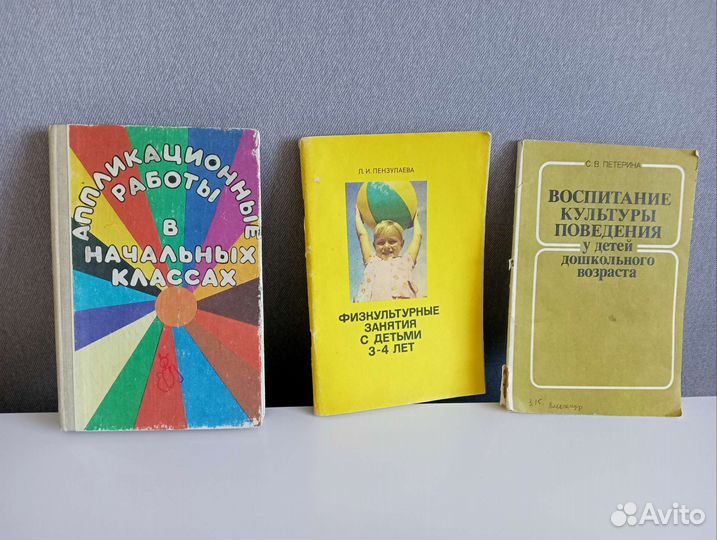 АППЛИКАЦИОННЫЕ
РАБОТЫ
В
НАЧАЛЬНЫХ
КЛАССАХ
Л. И. ПЕНЗУЛАЕВА
ФИЗКУЛЬТУРНЫЕ
ЗАНЯТИЯ
С ДЕТЬМИ
3-4 ЛЕТ
С. В. ПЕТЕРИНА
ВОСПИТАНИЕ
КУЛЬТУРЫ
ПОВЕДЕНИЯ
у детей
дошкольного
возраста
Avito